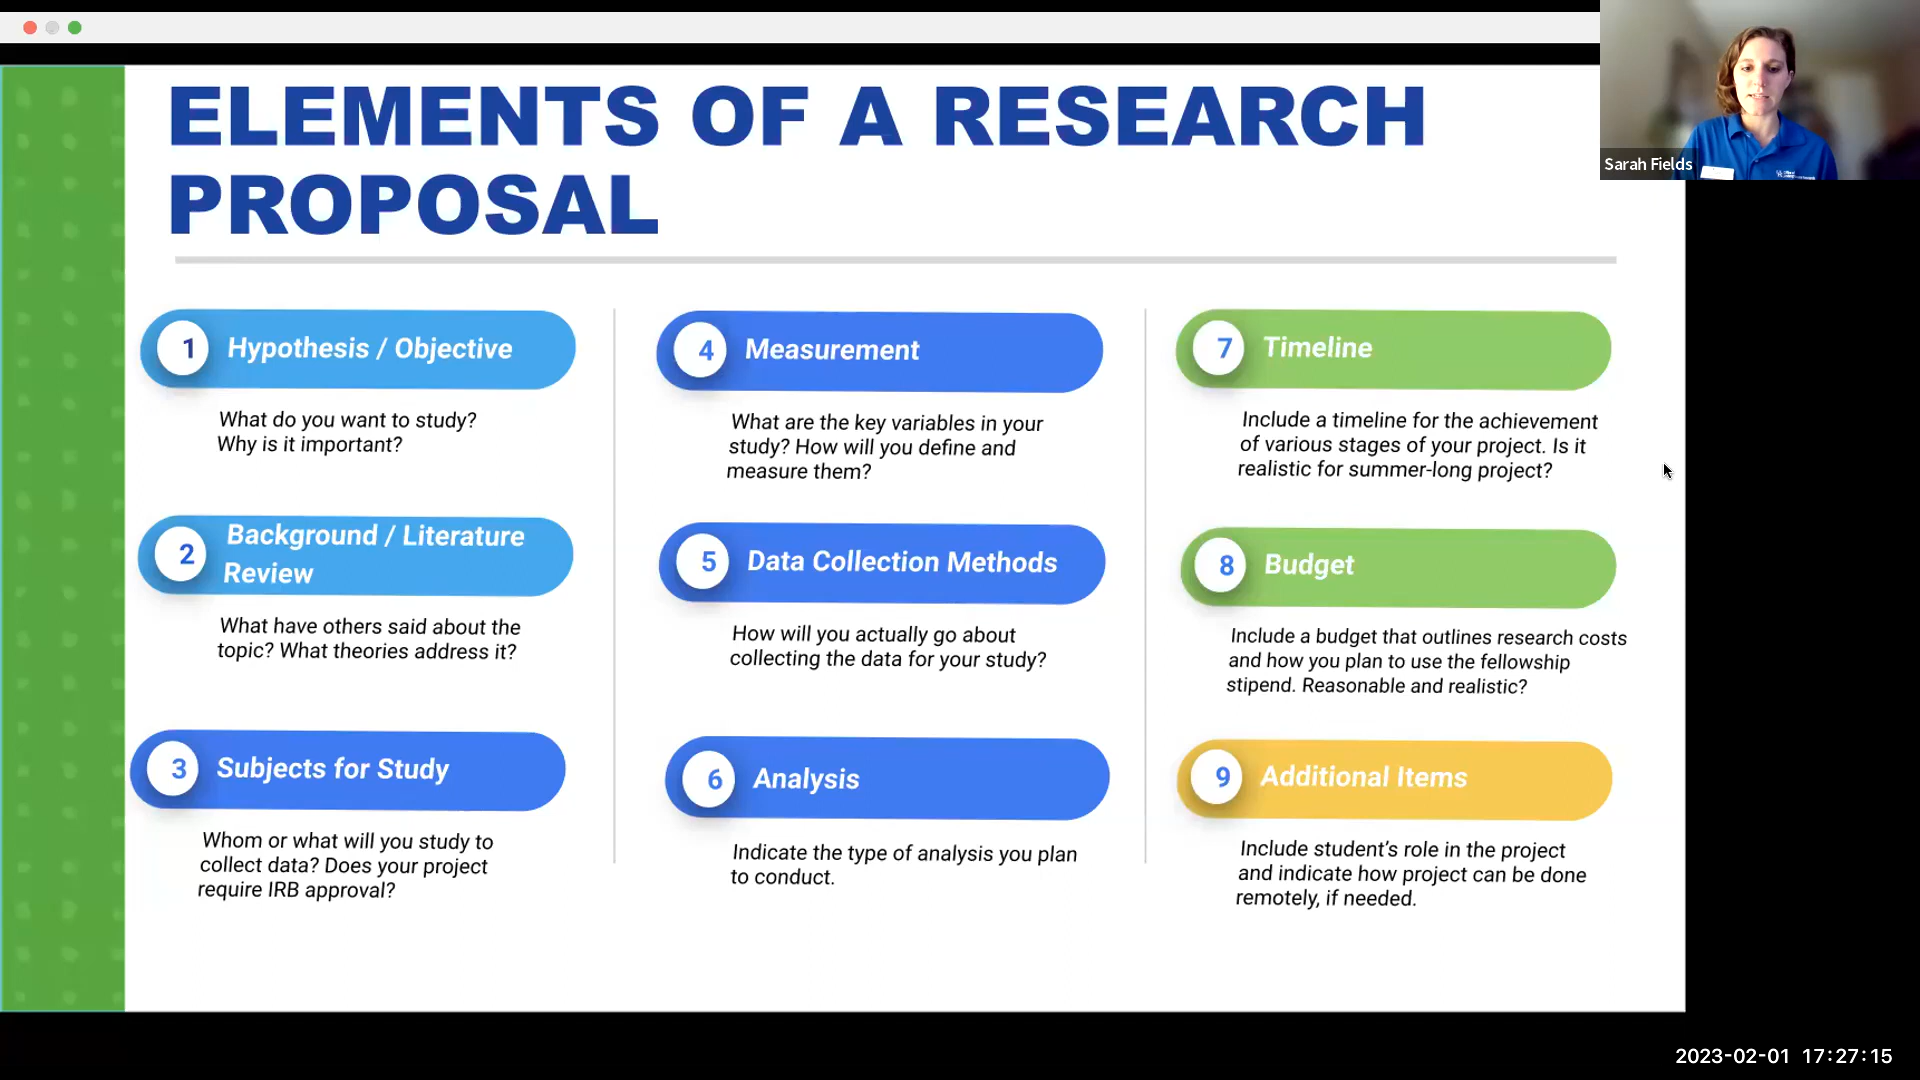 ELEMENTS OF A RESEARCH
PROPOSAL
Sarah Fields
1 Hypothesis / Objective
What do you want to study?
Why is it important?
2 Background / Literature
Review
What have others said about the
topic? What theories address it?
3 Subjects for Study
Whom or what will you study to
collect data? Does your project
require IRB approval?
4 Measurement
What are the key variables in your
study? How will you define and
measure them?
5 Data Collection Methods
How will you actually go about
collecting the data for your study?
6 Analysis
Indicate the type of analysis you plan
to conduct.
7 Timeline
Include a timeline for the achievement
of various stages of your project. Is it
realistic for summer-long project?
8 Budget
Include a budget that outlines research costs
and how you plan to use the fellowship
stipend. Reasonable and realistic?
9 Additional Items
Include student’s role in the project
and indicate how project can be done
remotely, if needed.
2023-02-01 17:27:15